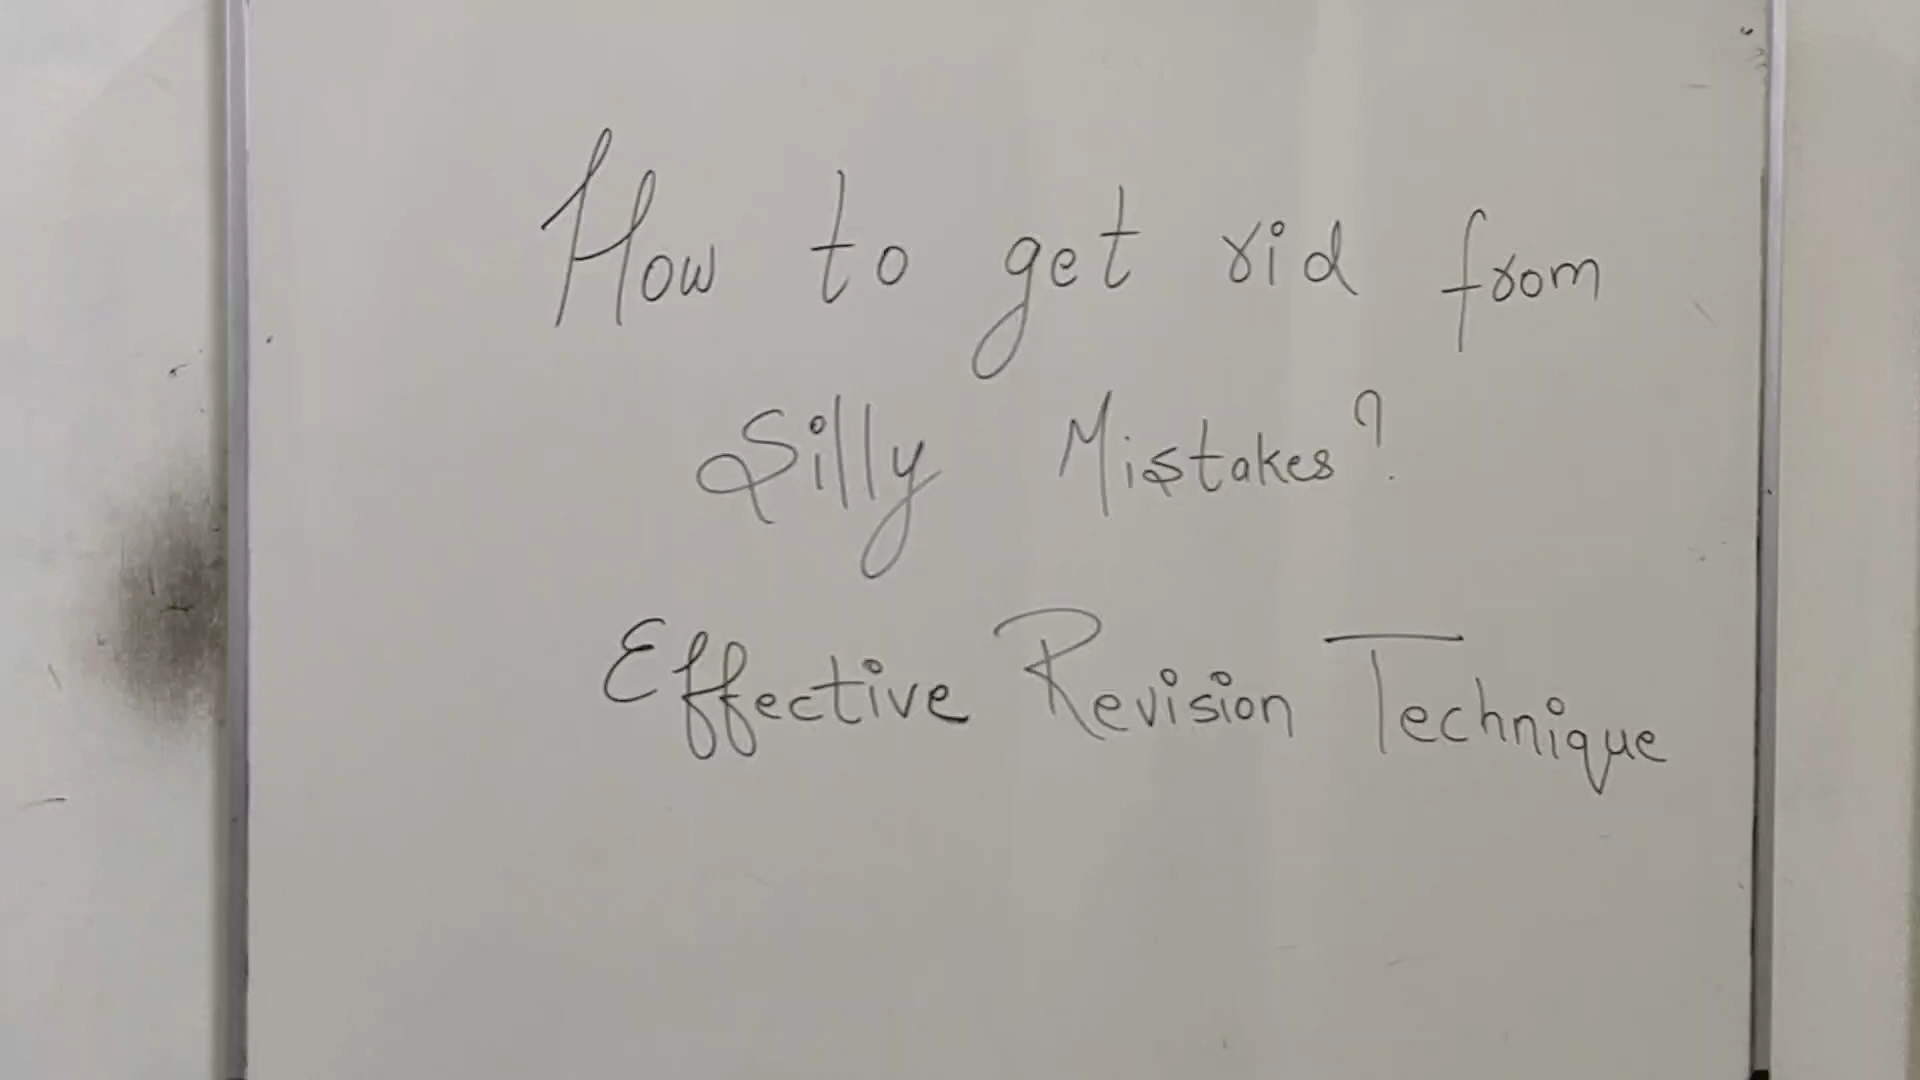 How to get rid from
Silly Mistakes?
Effective Revision Technique